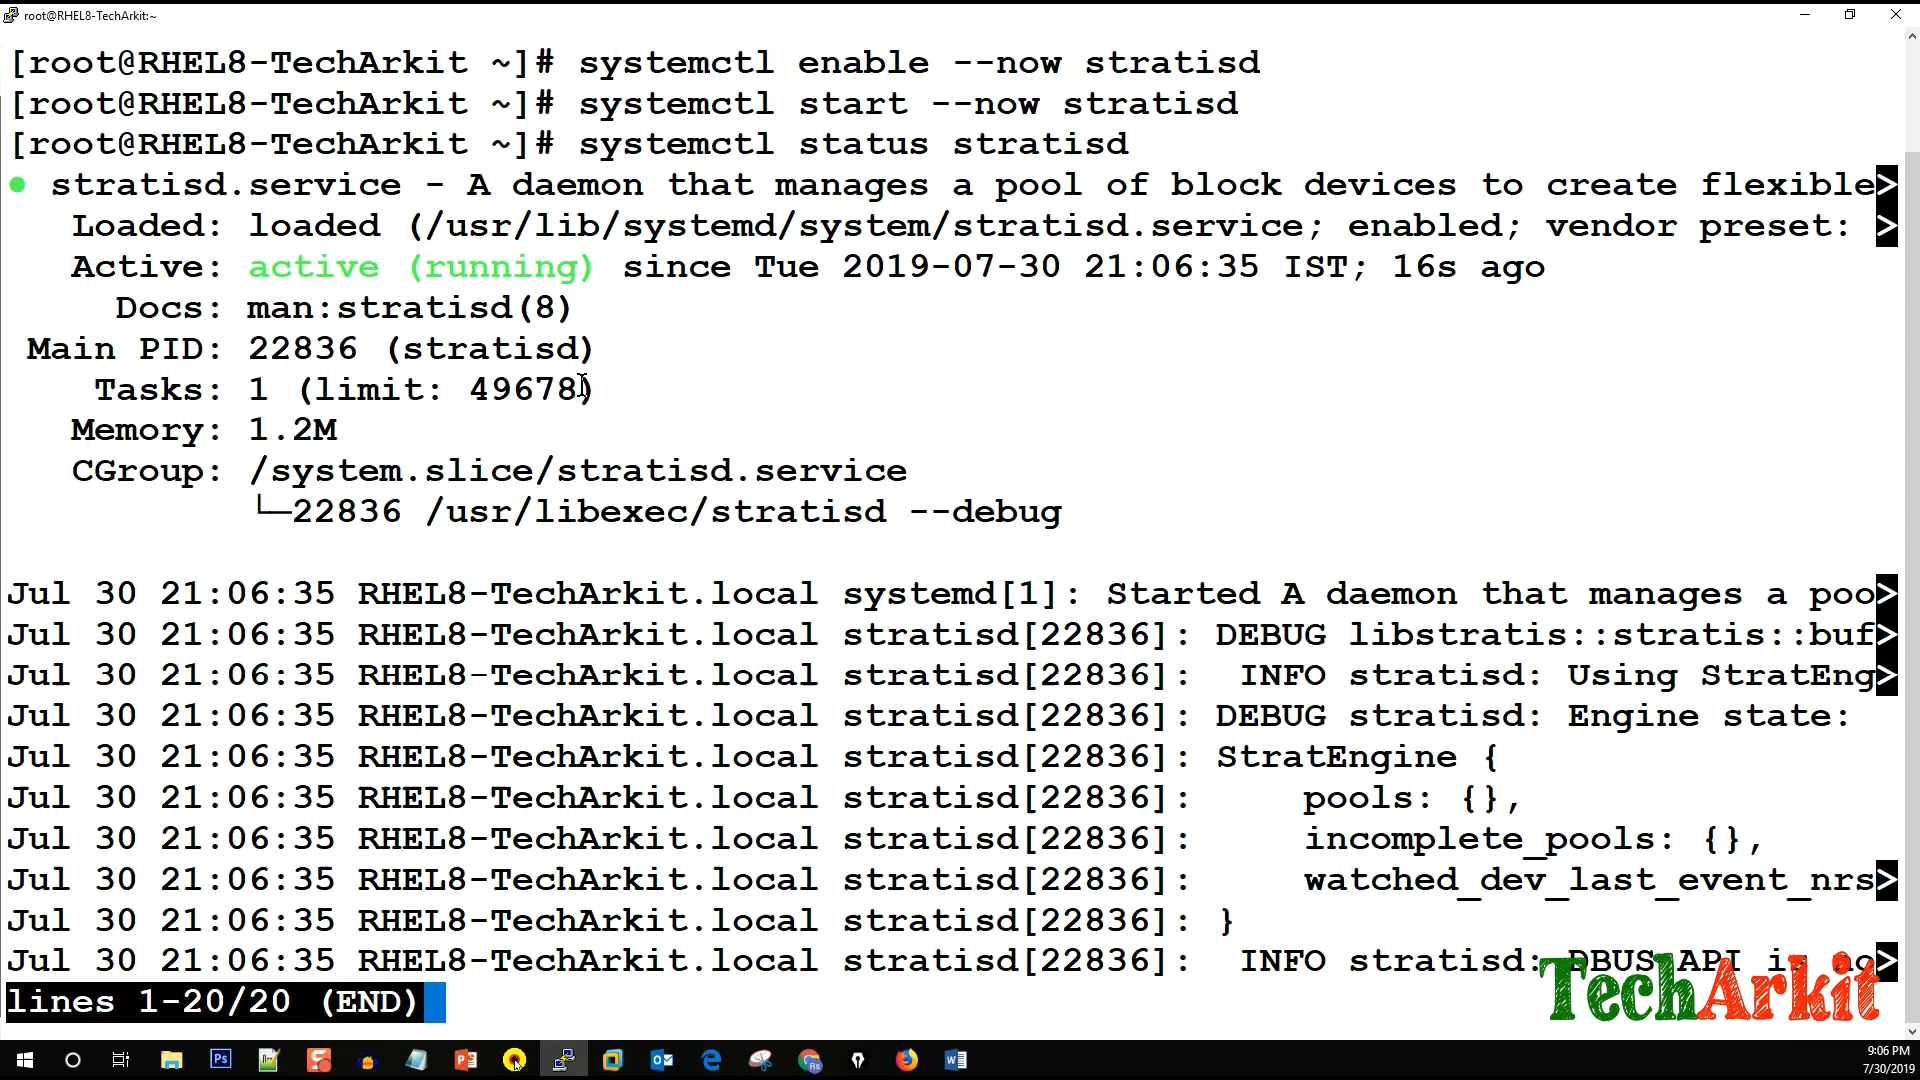 root@RHEL8-TechArkit:~
[root@RHEL8-TechArkit ~]# systemctl enable --now stratisd
[root@RHEL8-TechArkit ~]# systemctl start --now stratisd
[root@RHEL8-TechArkit ~]# systemctl status stratisd
● stratisd.service - A daemon that manages a pool of block devices to create flexible>
Loaded: loaded (/usr/lib/systemd/system/stratisd.service; enabled; vendor preset: >
Active: active (running) since Tue 2019-07-30 21:06:35 IST; 16s ago
Docs: man:stratisd(8)
Main PID: 22836 (stratisd)
Tasks: 1 (limit: 49678)
Memory: 1.2M
CGroup: /system.slice/stratisd.service
└─22836 /usr/libexec/stratisd --debug
Jul 30 21:06:35 RHEL8-TechArkit.local systemd[1]: Started A daemon that manages a poo>
Jul 30 21:06:35 RHEL8-TechArkit.local stratisd[22836]: DEBUG libstratis::stratis::buf>
Jul 30 21:06:35 RHEL8-TechArkit.local stratisd[22836]:  INFO stratisd: Using StratEng>
Jul 30 21:06:35 RHEL8-TechArkit.local stratisd[22836]: DEBUG stratisd: Engine state:
Jul 30 21:06:35 RHEL8-TechArkit.local stratisd[22836]: StratEngine {
Jul 30 21:06:35 RHEL8-TechArkit.local stratisd[22836]:     pools: {},
Jul 30 21:06:35 RHEL8-TechArkit.local stratisd[22836]:     incomplete_pools: {},
Jul 30 21:06:35 RHEL8-TechArkit.local stratisd[22836]:     watched_dev_last_event_nrs>
Jul 30 21:06:35 RHEL8-TechArkit.local stratisd[22836]: }
Jul 30 21:06:35 RHEL8-TechArkit.local stratisd[22836]:  INFO stratisd: DBUS API >
lines 1-20/20 (END)
TechArkit
9:06 PM
7/30/2019